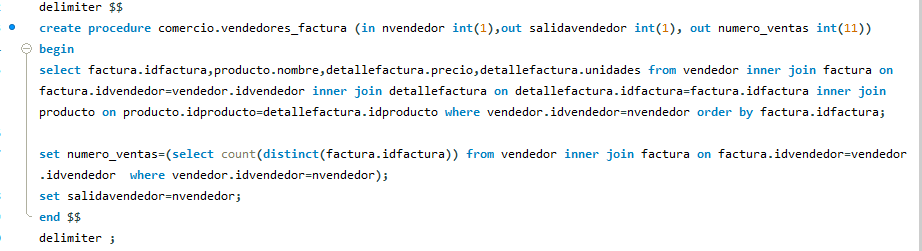 delimiter $$
create procedure comercio.vendedores_factura (in nvendedor int(1),out salidavendedor int(1), out numero_ventas int(11))
begin
select factura.idfactura,producto.nombre,detallefactura.precio,detallefactura.unidades from vendedor inner join factura on
factura.idvendedor=vendedor.idvendedor inner join detallefactura on detallefactura.idfactura=factura.idfactura inner join
producto on producto.idproducto=detallefactura.idproducto where vendedor.idvendedor=nvendedor order by factura.idfactura;
set numero_ventas=(select count(distinct(factura.idfactura)) from vendedor inner join factura on factura.idvendedor=vendedor
.idvendedor  where vendedor.idvendedor=nvendedor);
set salidavendedor=nvendedor;
end $$
delimiter ;